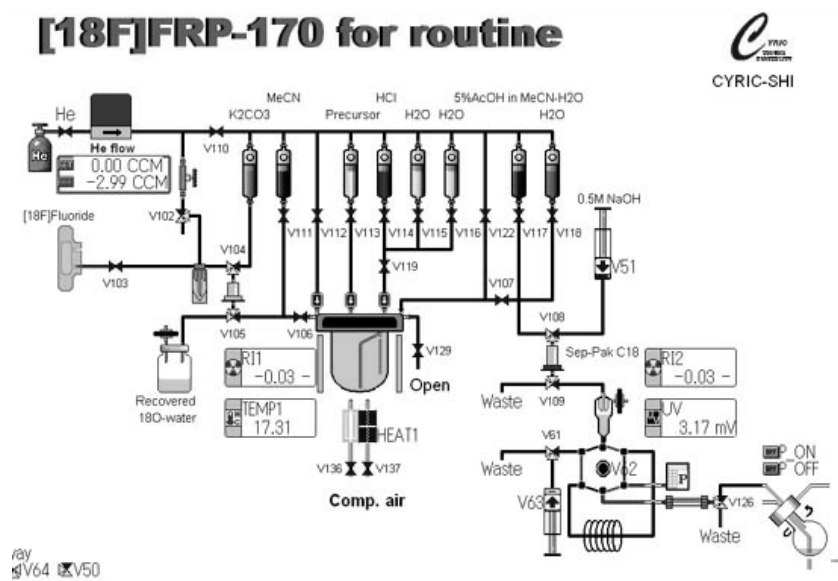 [18F]FRP-170 for routine
CYRIC-SHI
MeCN
HCl
5%AcOH in MeCN-H2O
K2CO3
Precursor
H2O
H2O
H2O
He
He
He flow
0.00 CCM
-2.99 CCM
V110
0.5M NaOH
[18F]Fluoride
V102
V111
V112
V113
V114
V115
V116
V122
V117
V118
V104
V119
V51
V103
V107
V108
V105
V106
V129
Sep-Pak C18
RI1
-0.03 -
RI2
-0.03 -
Open
Recovered
18O-water
TEMP1
17.31
HEAT1
Waste
V109
UV
3.17 mV
V61
V136
V137
Waste
V62
P
P_ON
P_OFF
Comp. air
V63
V126
Waste
V64
V50